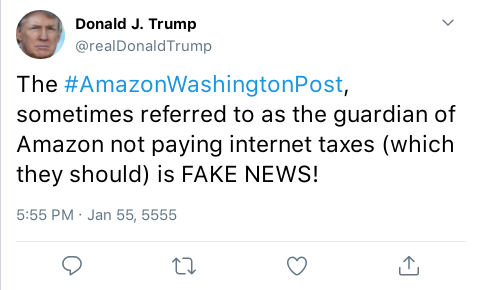 Donald J. Trump
@realDonaldTrump
The #AmazonWashingtonPost,
sometimes referred to as the guardian of
Amazon not paying internet taxes (which
they should) is FAKE NEWS!
5:55 PM · Jan 55, 5555